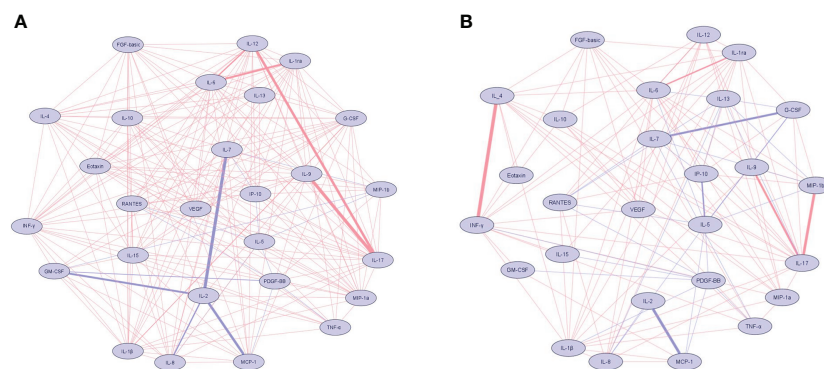 A
IL-12
FGF-basic
IL-1ra
IL-6
IL-13
IL-4
IL-10
G-CSF
IL-7
Eotaxin
IL-9
MIP-1b
IP-10
RANTES
VEGF
INF-γ
IL-5
IL-15
IL-17
GM-CSF
PDGF-BB
IL-2
MIP-1a
TNF-α
IL-1β
IL-8
MCP-1
B
IL-12
FGF-basic
IL-1ra
IL-6
IL_4
IL-13
G-CSF
IL-10
IL-7
IL-9
Eotaxin
IP-10
MIP-1b
RANTES
VEGF
INF-γ
IL-5
IL-15
IL-17
GM-CSF
PDGF-BB
IL-2
MIP-1a
TNF-α
IL-1β
IL-8
MCP-1